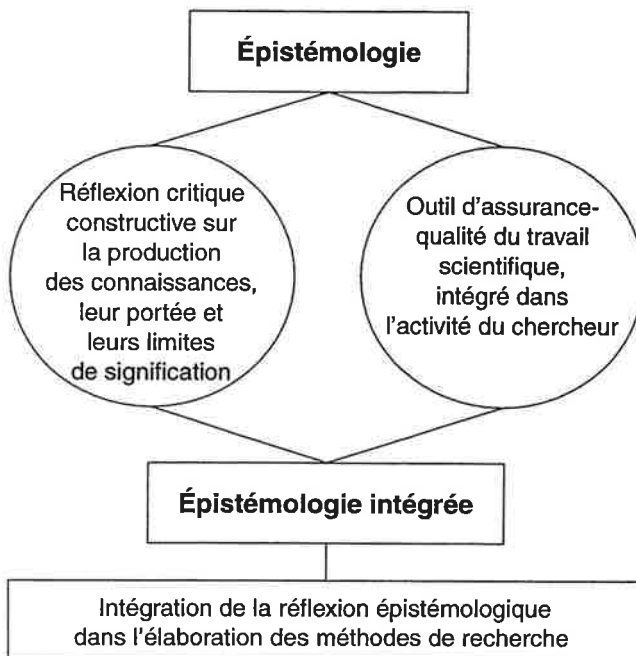 Épistémologie
Réflexion critique
constructive sur
la production
des connaissances,
leur portée et
leurs limites
de signification
Outil d'assurance-
qualité du travail
scientifique,
intégré dans
l'activité du chercheur
Épistémologie intégrée
Intégration de la réflexion épistémologique
dans l'élaboration des méthodes de recherche